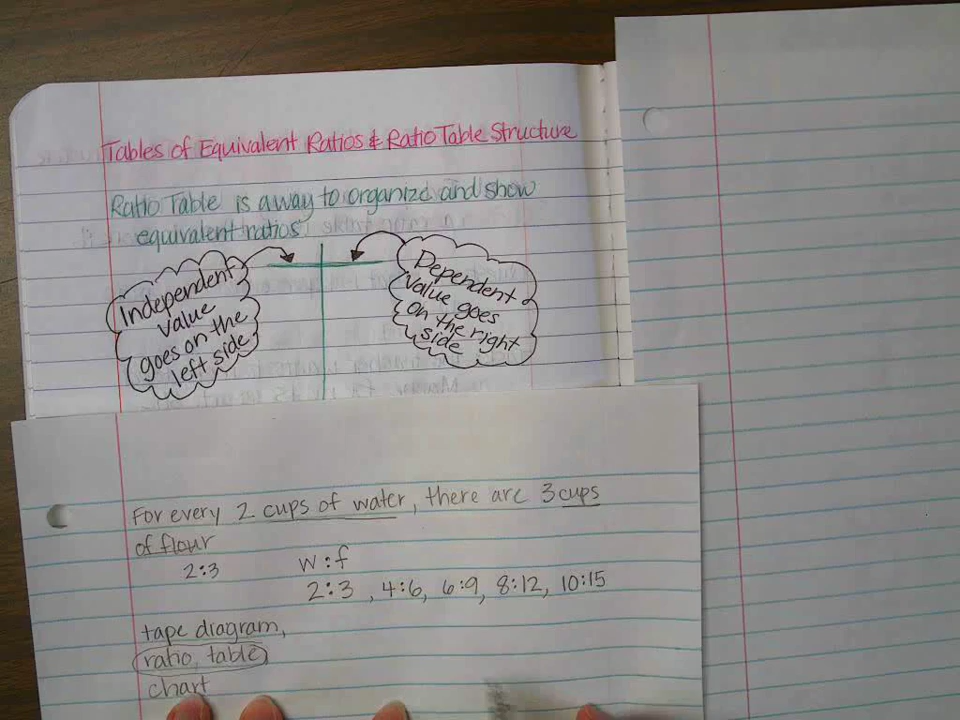 Tables of Equivalent Ratios & Ratio Table Structure
Ratio Table is a way to organize and show
equivalent ratios
Independent
value
goes on the
left side
Dependent
value goes
on the right
side
For every 2 cups of water, there are 3 cups
of flour
2:3
w:f
2:3, 4:6, 6:9, 8:12, 10:15
tape diagram,
ratio, table
chart